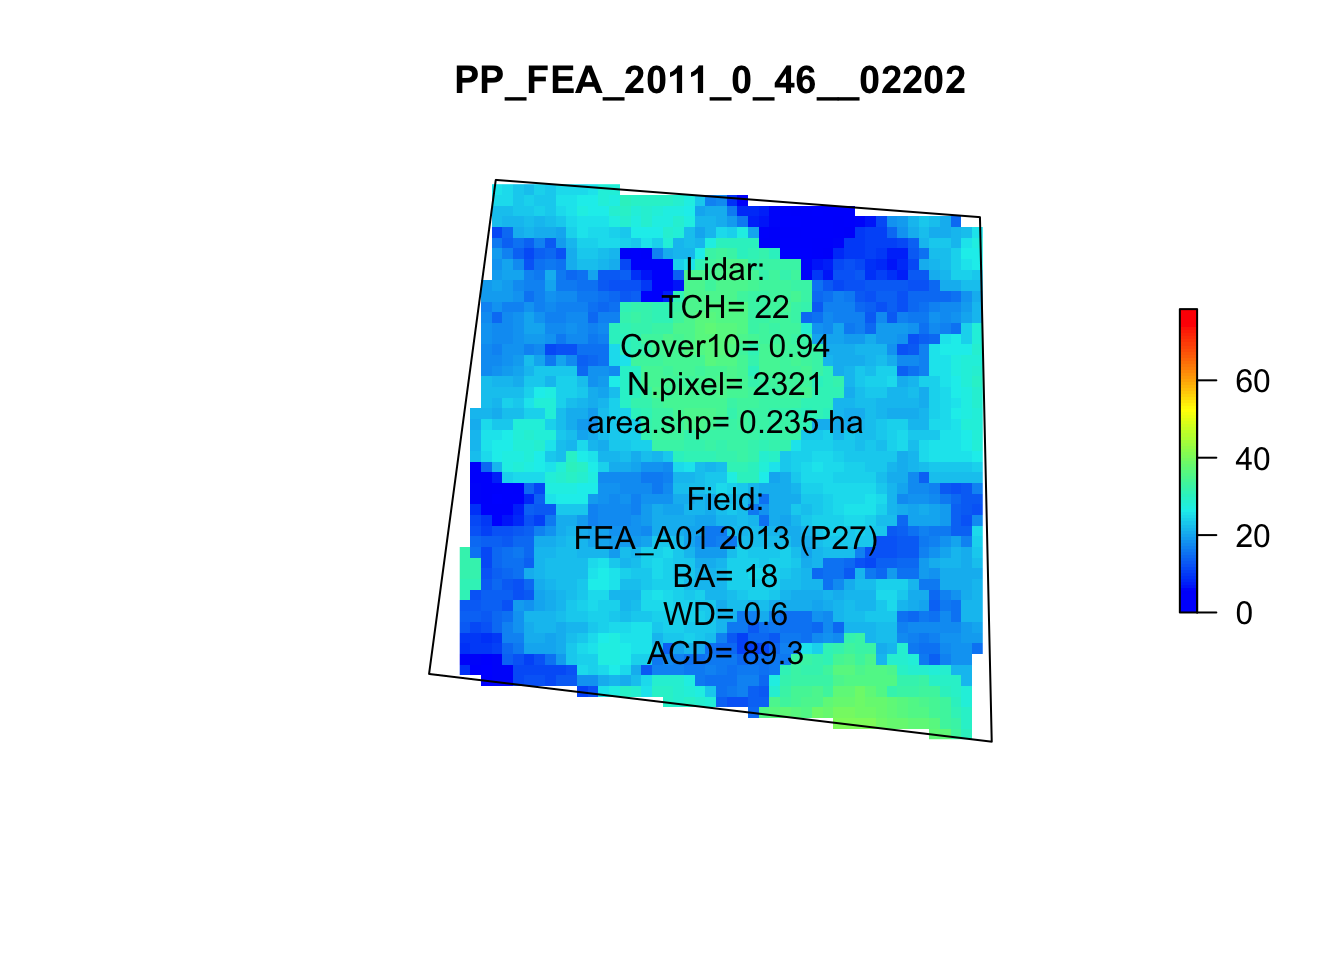 PP_FEA_2011_0_46__02202
Lidar:
TCH= 22
Cover10= 0.94
N.pixel= 2321
area.shp= 0.235 ha
Field:
FEA_A01 2013 (P27)
BA= 18
WD= 0.6
ACD= 89.3
60
40
20
0